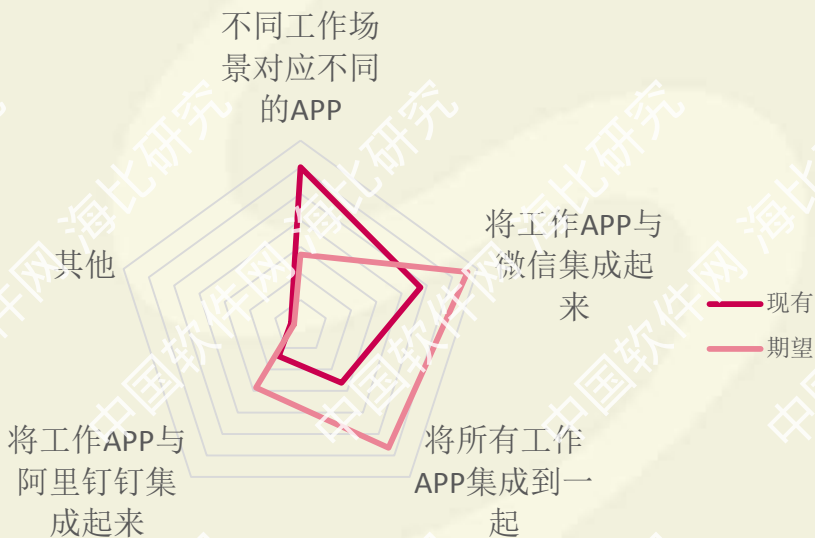 不同工作场
景对应不同
的APP
将工作APP与
微信集成起
来
其他
现有
期望
将工作APP与
阿里钉钉集
成起来
将所有工作
APP集成到一
起
中国软件网 海比研究